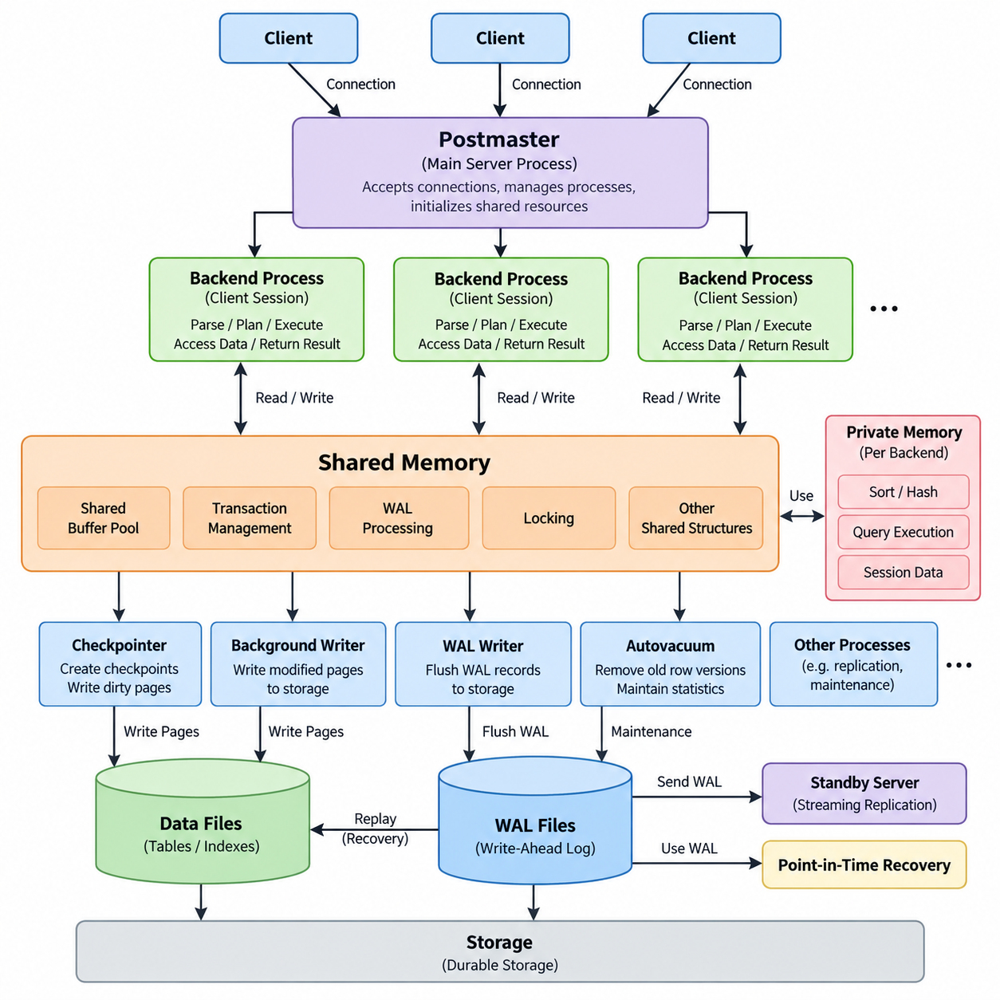 Client
Client
Client
Connection
Connection
Connection
Postmaster
(Main Server Process)
Accepts connections, manages processes,
initializes shared resources
Backend Process
(Client Session)
Parse / Plan / Execute
Access Data / Return Result
Backend Process
(Client Session)
Parse / Plan / Execute
Access Data / Return Result
Backend Process
(Client Session)
Parse / Plan / Execute
Access Data / Return Result
...
Read / Write
Read / Write
Read / Write
Shared Memory
Shared
Buffer Pool
Transaction
Management
WAL
Processing
Locking
Other
Shared Structures
Use
Private Memory
(Per Backend)
Sort / Hash
Query Execution
Session Data
Checkpointer
Create checkpoints
Write dirty pages
Background Writer
Write modified pages
to storage
WAL Writer
Flush WAL records
to storage
Autovacuum
Remove old row versions
Maintain statistics
Other Processes
(e.g. replication,
maintenance)
...
Write Pages
Write Pages
Flush WAL
Maintenance
Data Files
(Tables / Indexes)
Replay
(Recovery)
WAL Files
(Write-Ahead Log)
Send WAL
Standby Server
(Streaming Replication)
Use WAL
Point-in-Time Recovery
Storage
(Durable Storage)